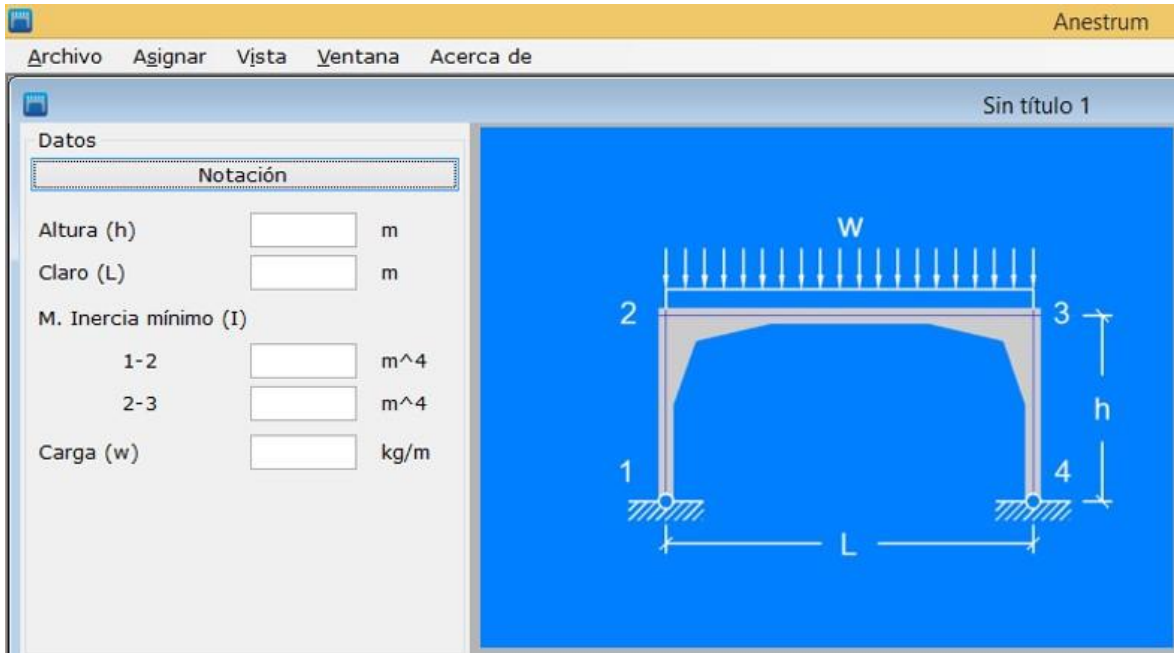 Anestrum
Archivo Asignar Vista Ventana Acerca de
Sin título 1
Datos
Notación
Altura (h) m
Claro (L) m
M. Inercia mínimo (I)
1-2 m^4
2-3 m^4
Carga (w) kg/m
w
2 3
h
1 4
L